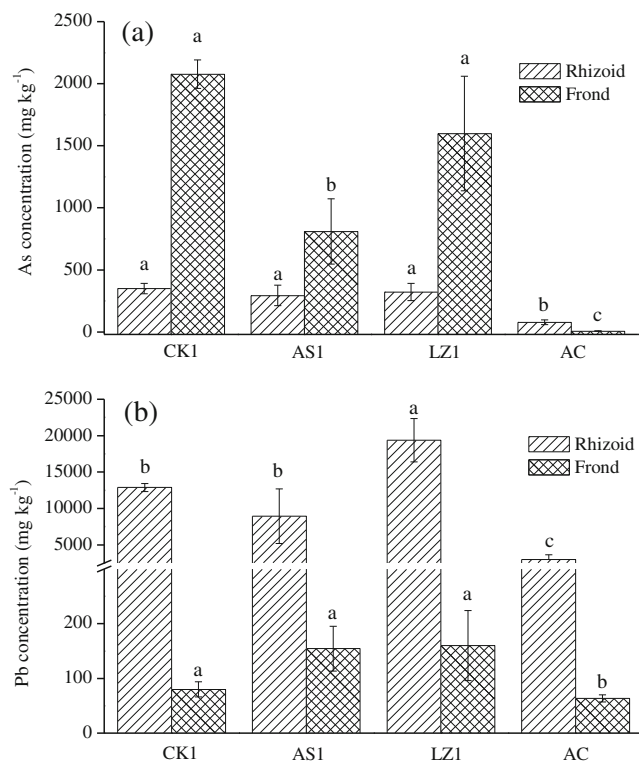 (a)
As concentration (mg kg⁻¹)
2500
2000
1500
1000
500
0
a
a
a
b
a
a
b
c
Rhizoid
Frond
CK1 AS1 LZ1 AC
(b)
Pb concentration (mg kg⁻¹)
25000
20000
15000
10000
5000
200
100
0
b
a
b
a
a
a
c
b
Rhizoid
Frond
CK1 AS1 LZ1 AC